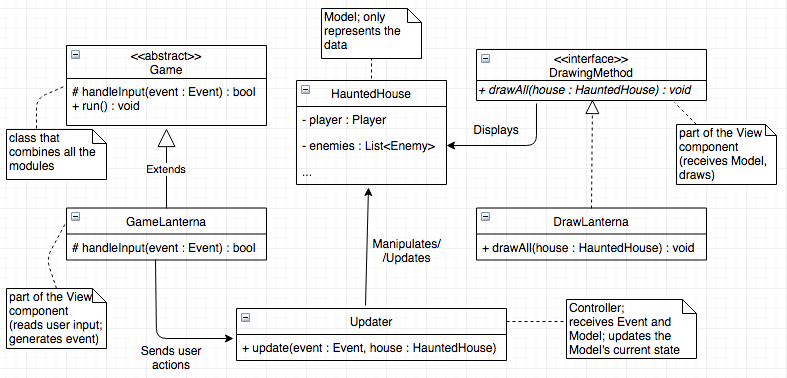 Model; only
represents the
data
<<abstract>>
Game
# handleInput(event : Event) : bool
+ run() : void
class that
combines all the
modules
Extends
HauntedHouse
- player : Player
- enemies : List<Enemy>
...
<<interface>>
DrawingMethod
+ drawAll(house : HauntedHouse) : void
Displays
part of the View
component
(receives Model,
draws)
GameLanterna
# handleInput(event : Event) : bool
part of the View
component
(reads user input;
generates event)
Manipulates/
/Updates
DrawLanterna
+ drawAll(house : HauntedHouse) : void
Sends user
actions
Updater
+ update(event : Event, house : HauntedHouse)
Controller;
receives Event and
Model; updates the
Model's current state